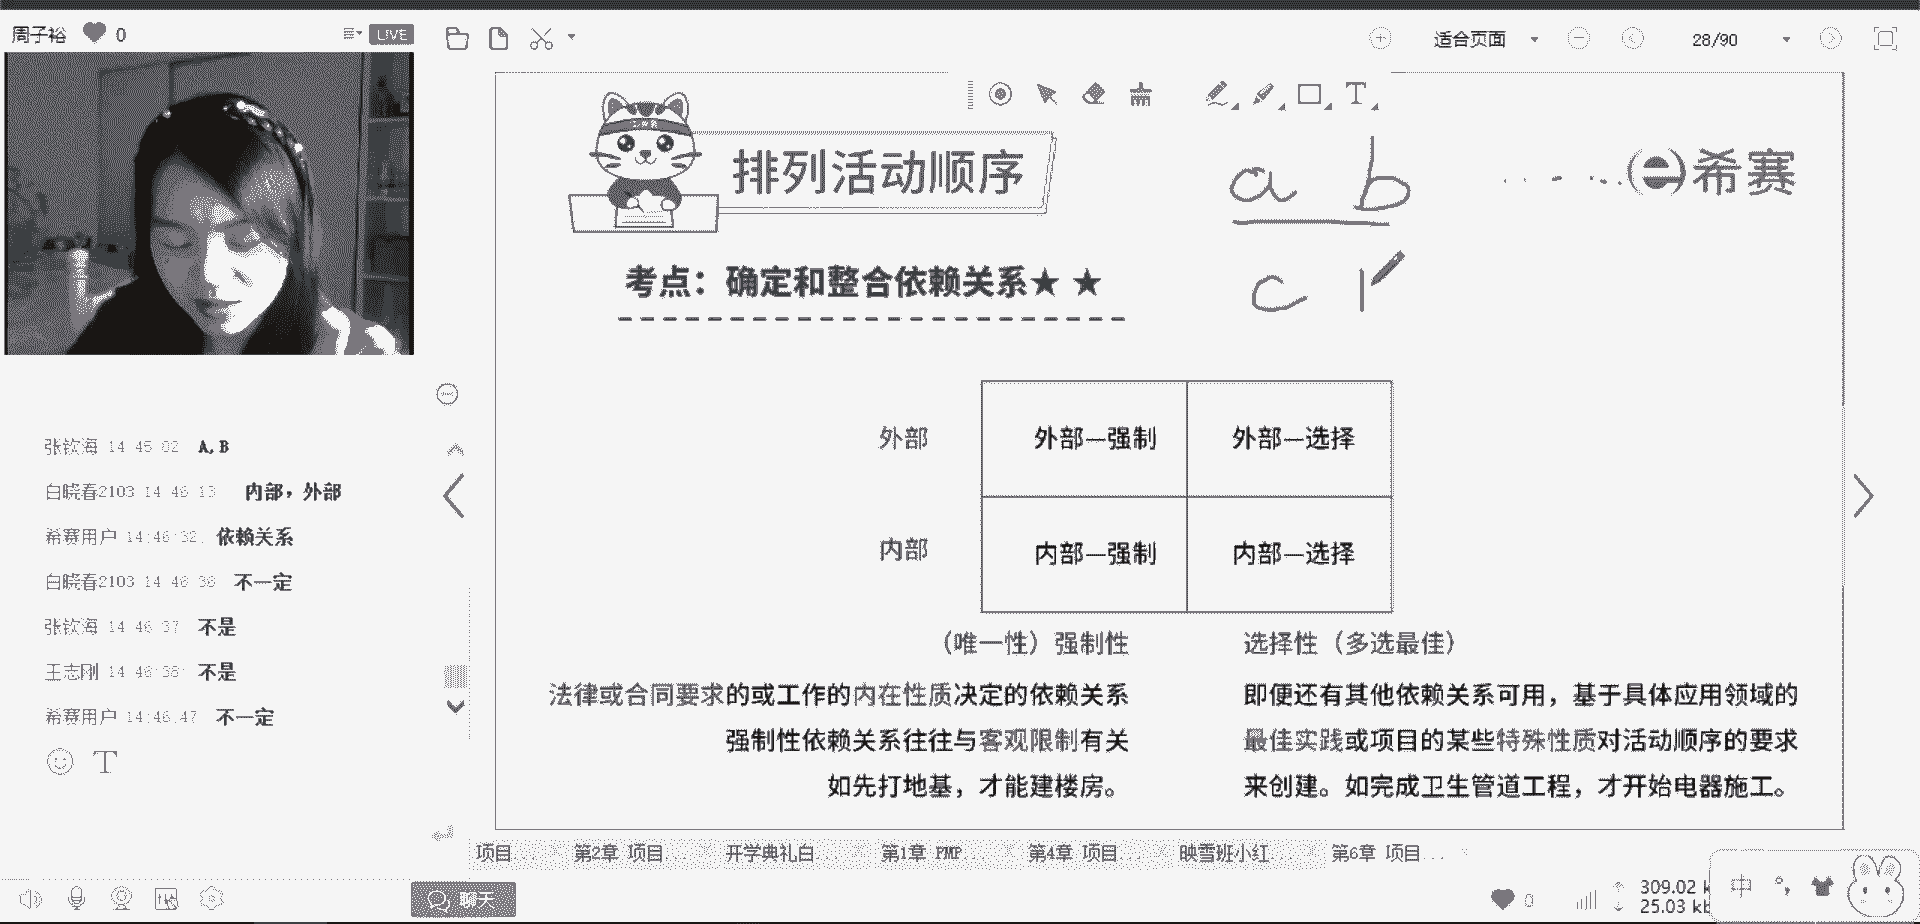 周子裕 0
LIVE
适合页面
28/90
排列活动顺序
a b
c
希赛
考点：确定和整合依赖关系★ ★
外部
外部—强制
外部—选择
内部
内部—强制
内部—选择
（唯一性）强制性
选择性（多选最佳）
法律或合同要求的或工作的内在性质决定的依赖关系
强制性依赖关系往往与客观限制有关
如先打地基，才能建楼房。
即便还有其他依赖关系可用，基于具体应用领域的
最佳实践或项目的某些特殊性质对活动顺序的要求
来创建。如完成卫生管道工程，才开始电器施工。
张钦海 14 45 02 A,B
白晓春2103 14 46 13 内部，外部
希赛用户 14:46:32 依赖关系
白晓春2103 14 46 36 不一定
张钦海 14 46 37 不是
王志刚 14 46:38 不是
希赛用户 14:46.47 不一定
T
项目...
第2章 项目...
开学典礼白...
第1章 PMP...
第4章 项目...
映雪班小红...
第6章 项目...
聊天
0
309.02 k
25.03 kb
中